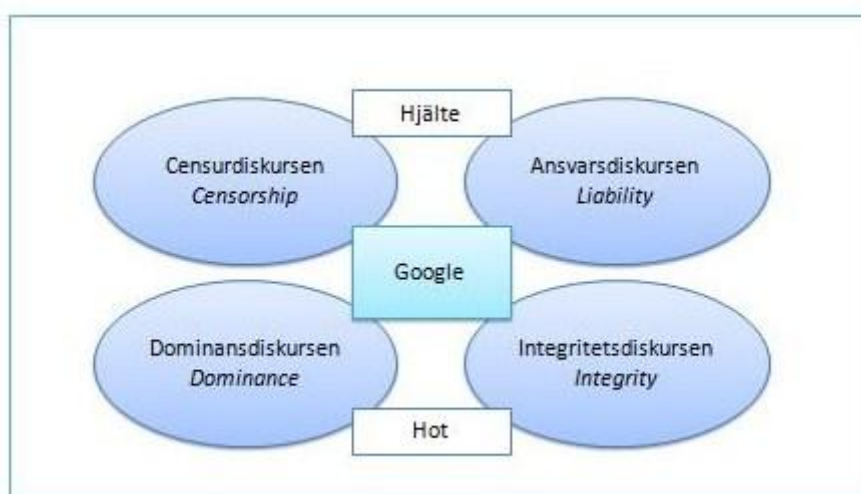 Hjälte
Censurdiskursen
Censorship
Ansvarsdiskursen
Liability
Google
Dominansdiskursen
Dominance
Integritetsdiskursen
Integrity
Hot